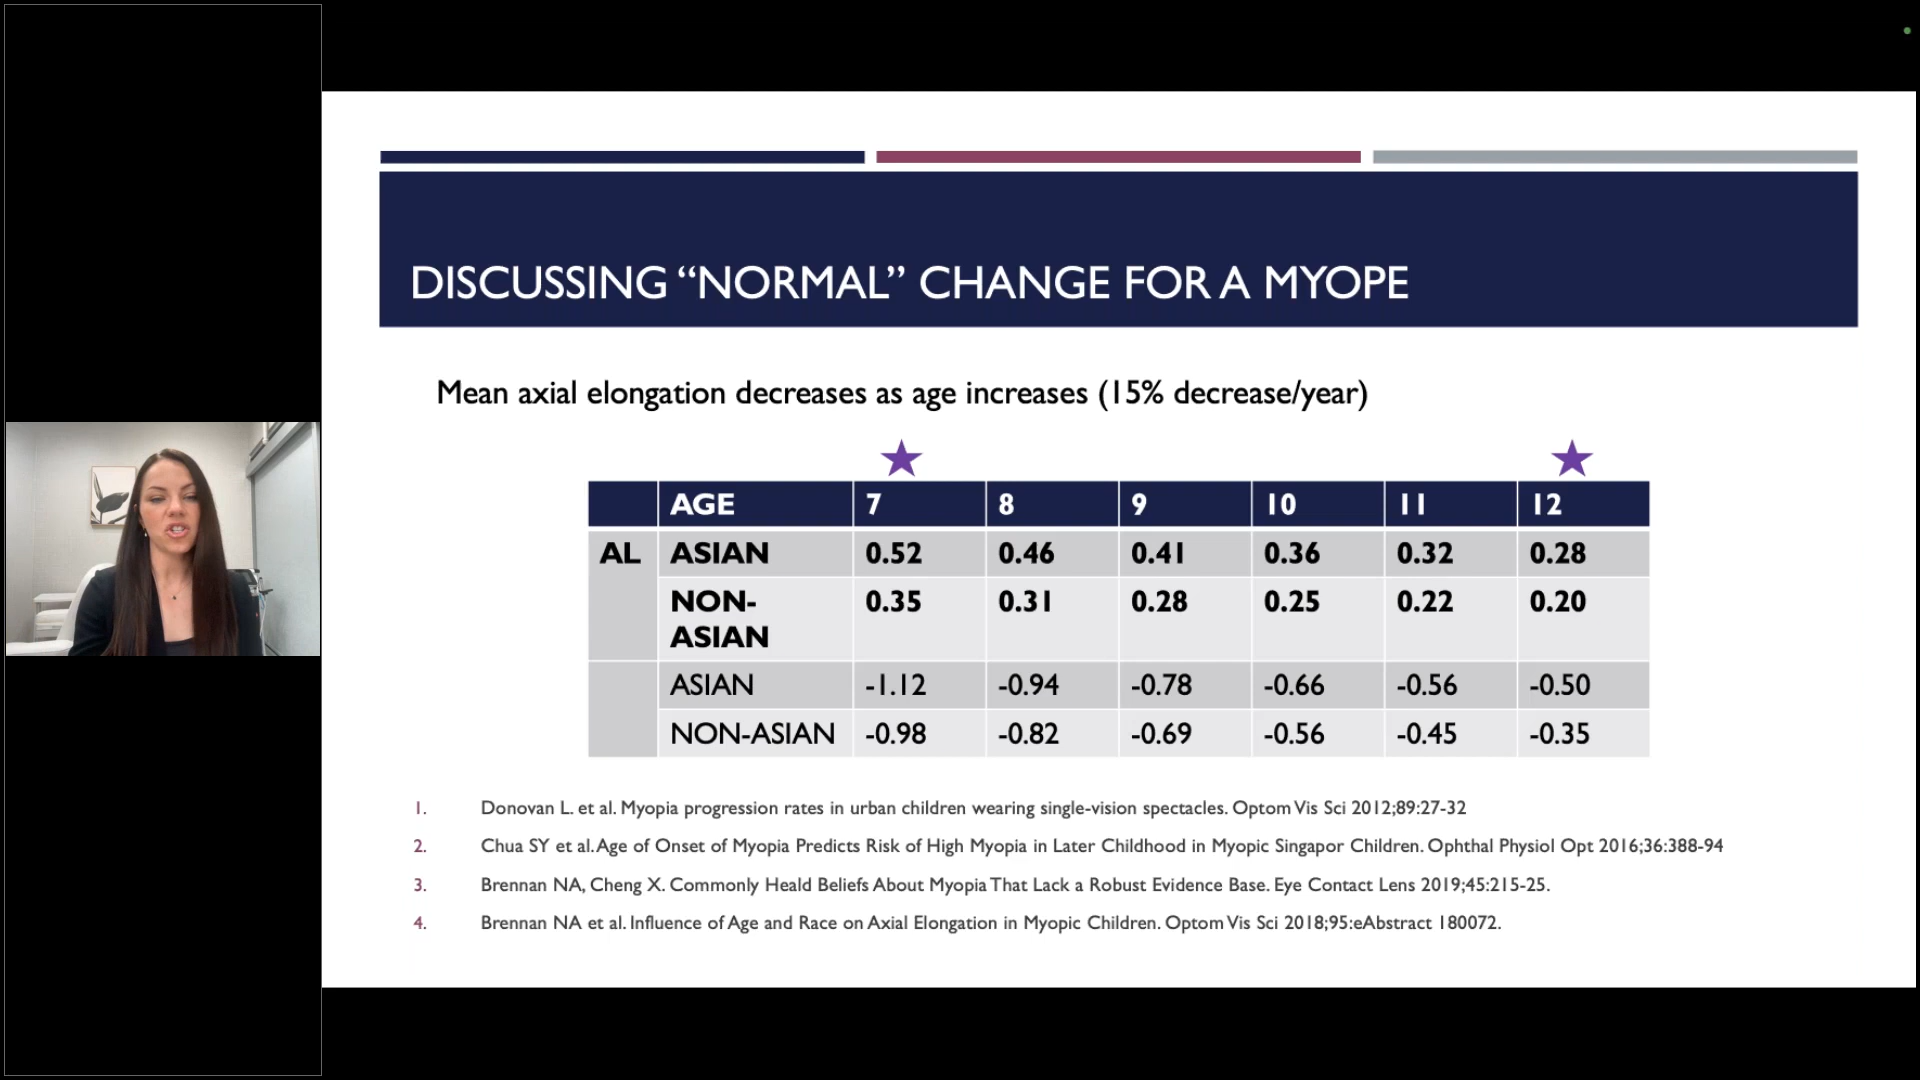 DISCUSSING “NORMAL” CHANGE FOR A MYOPE
Mean axial elongation decreases as age increases (15% decrease/year)
AGE 7 8 9 10 11 12
AL ASIAN 0.52 0.46 0.41 0.36 0.32 0.28
NON- 0.35 0.31 0.28 0.25 0.22 0.20
ASIAN
ASIAN -1.12 -0.94 -0.78 -0.66 -0.56 -0.50
NON-ASIAN -0.98 -0.82 -0.69 -0.56 -0.45 -0.35
1. Donovan L. et al. Myopia progression rates in urban children wearing single-vision spectacles. Optom Vis Sci 2012;89:27-32
2. Chua SY et al. Age of Onset of Myopia Predicts Risk of High Myopia in Later Childhood in Myopic Singapor Children. Ophthal Physiol Opt 2016;36:388-94
3. Brennan NA, Cheng X. Commonly Heald Beliefs About Myopia That Lack a Robust Evidence Base. Eye Contact Lens 2019;45:215-25.
4. Brennan NA et al. Influence of Age and Race on Axial Elongation in Myopic Children. Optom Vis Sci 2018;95:eAbstract 180072.